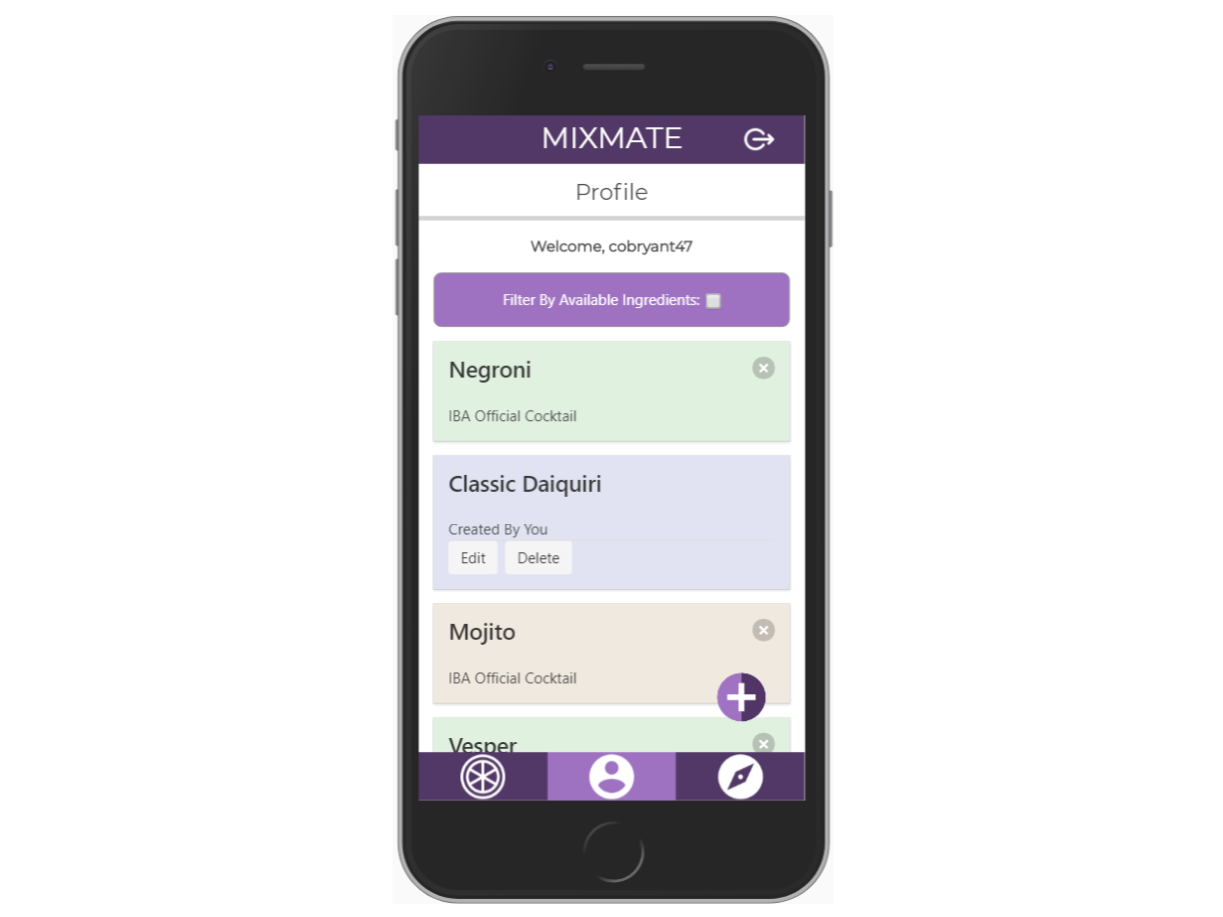 MIXMATE
Profile
Welcome, cobryant47
Filter By Available Ingredients:
Negroni
IBA Official Cocktail
Classic Daiquiri
Created By You
Edit Delete
Mojito
IBA Official Cocktail
Vesper